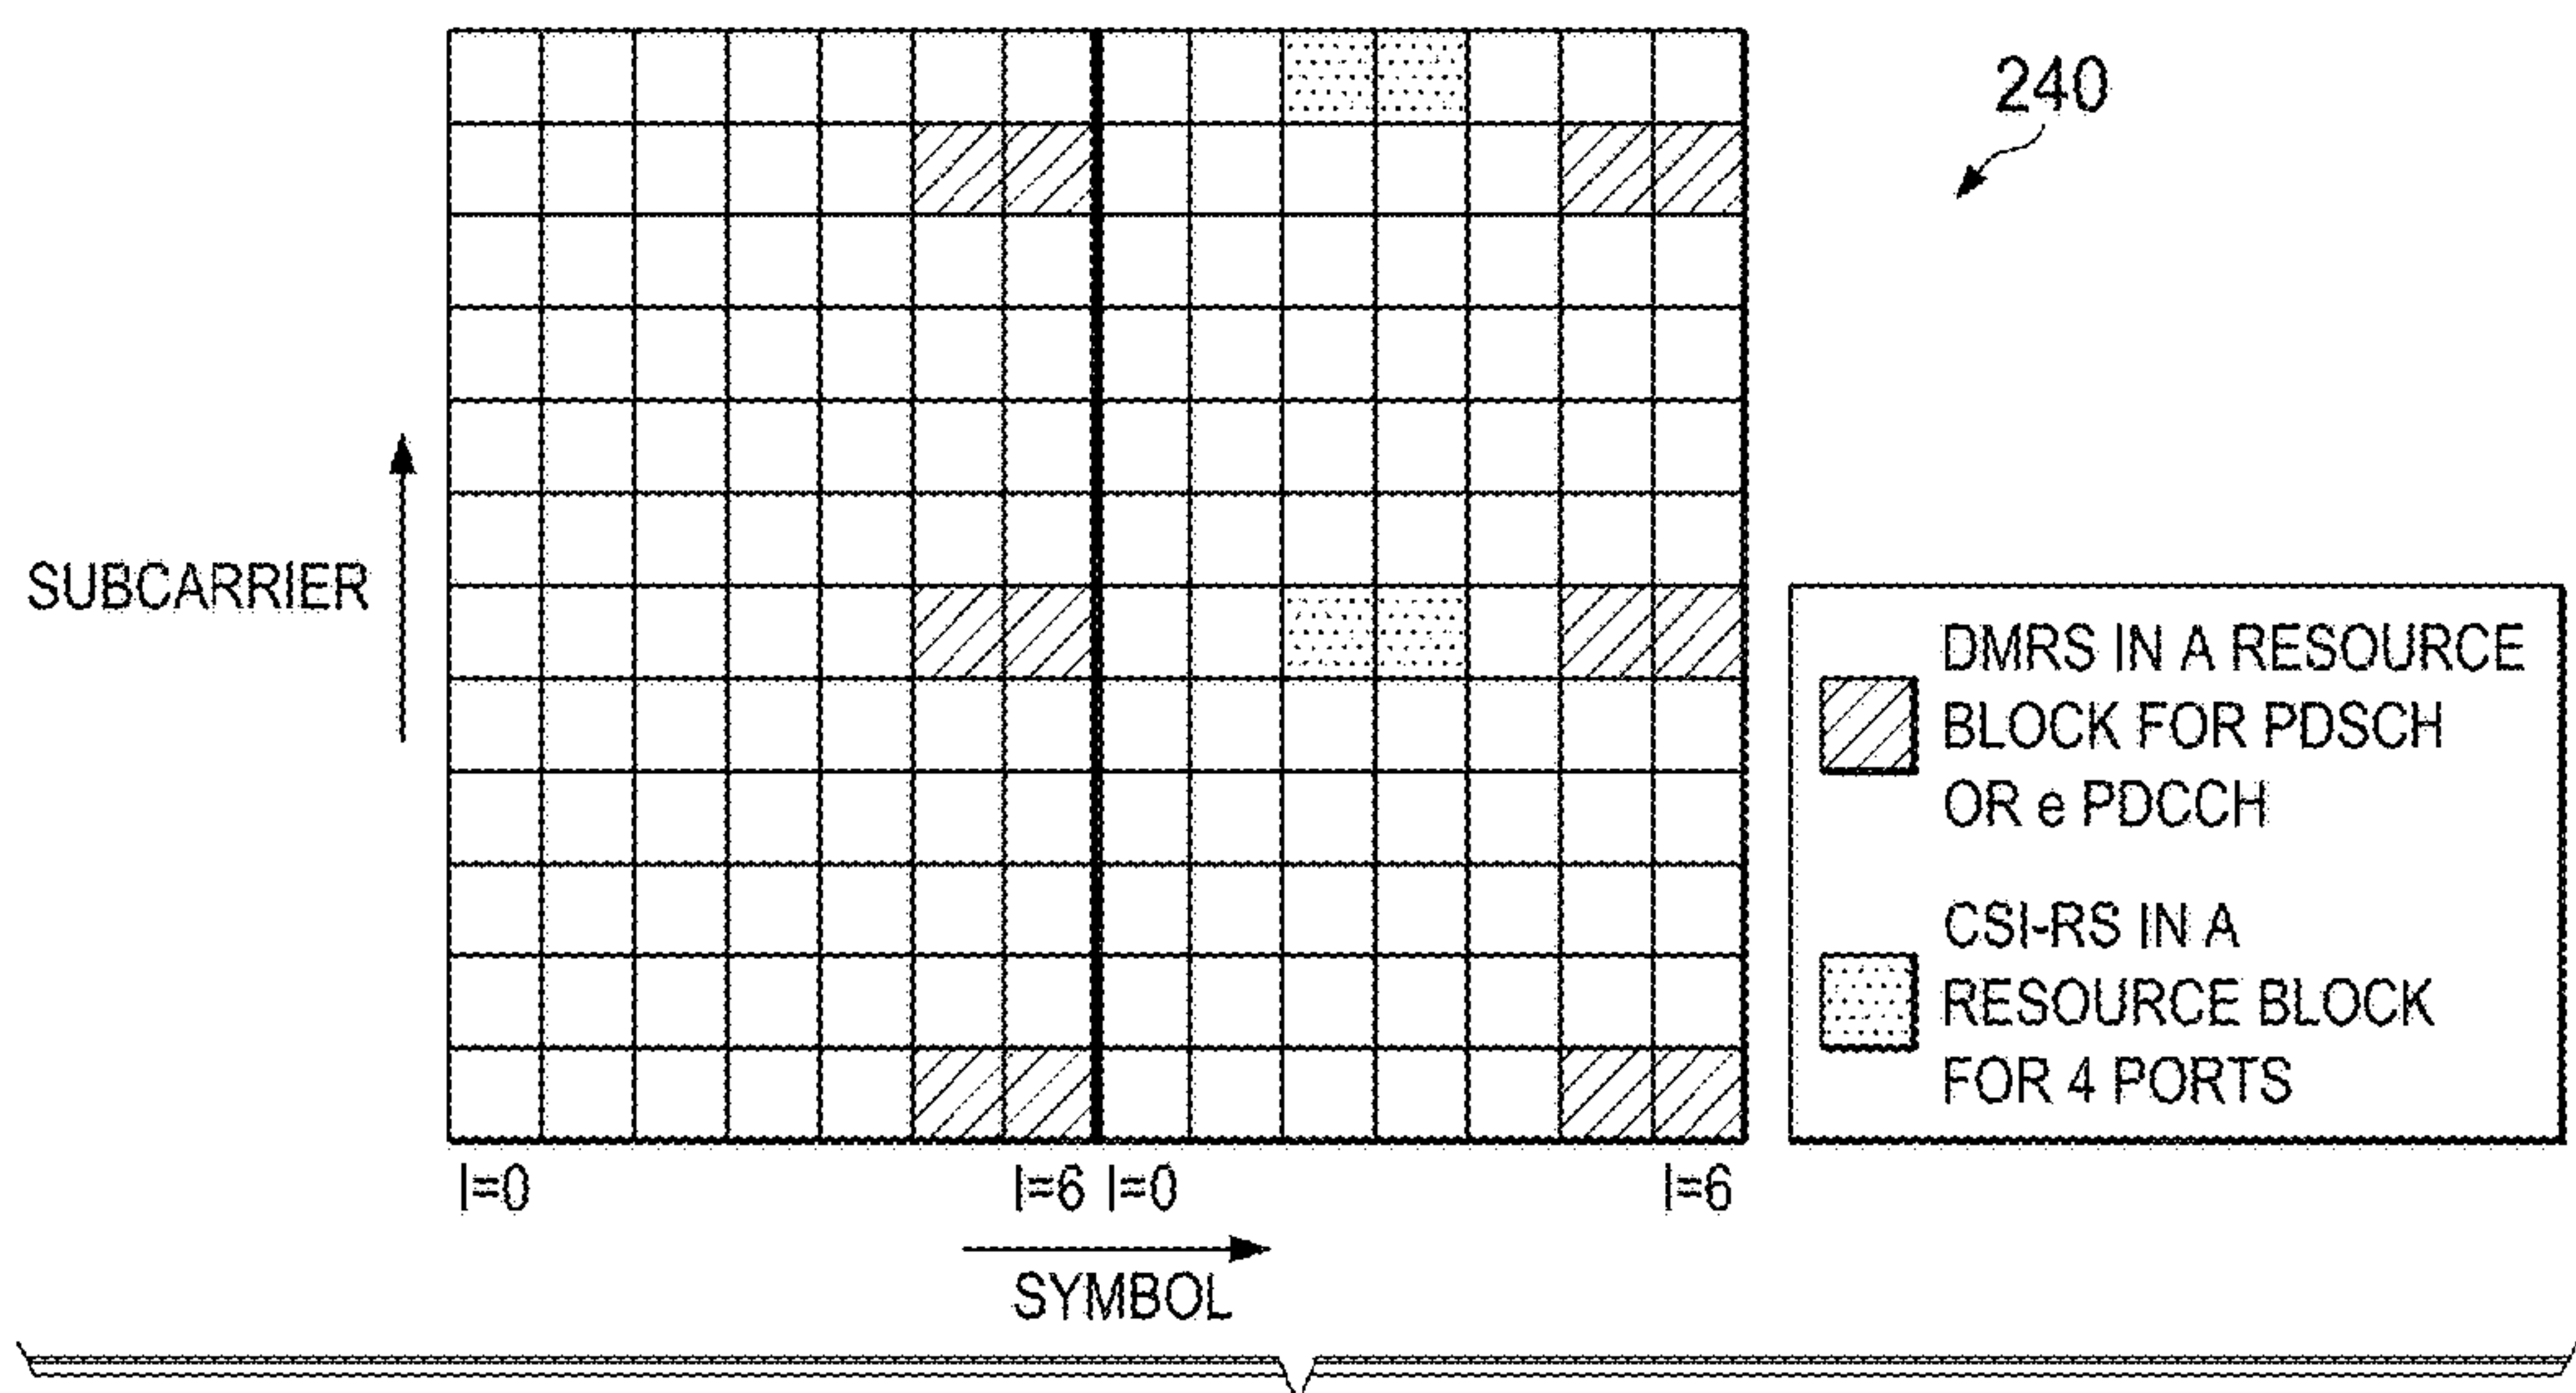 240
SUBCARRIER
DMRS IN A RESOURCE
BLOCK FOR PDSCH
OR e PDCCH
CSI-RS IN A
RESOURCE BLOCK
FOR 4 PORTS
l=0 l=6 l=0 l=6
SYMBOL